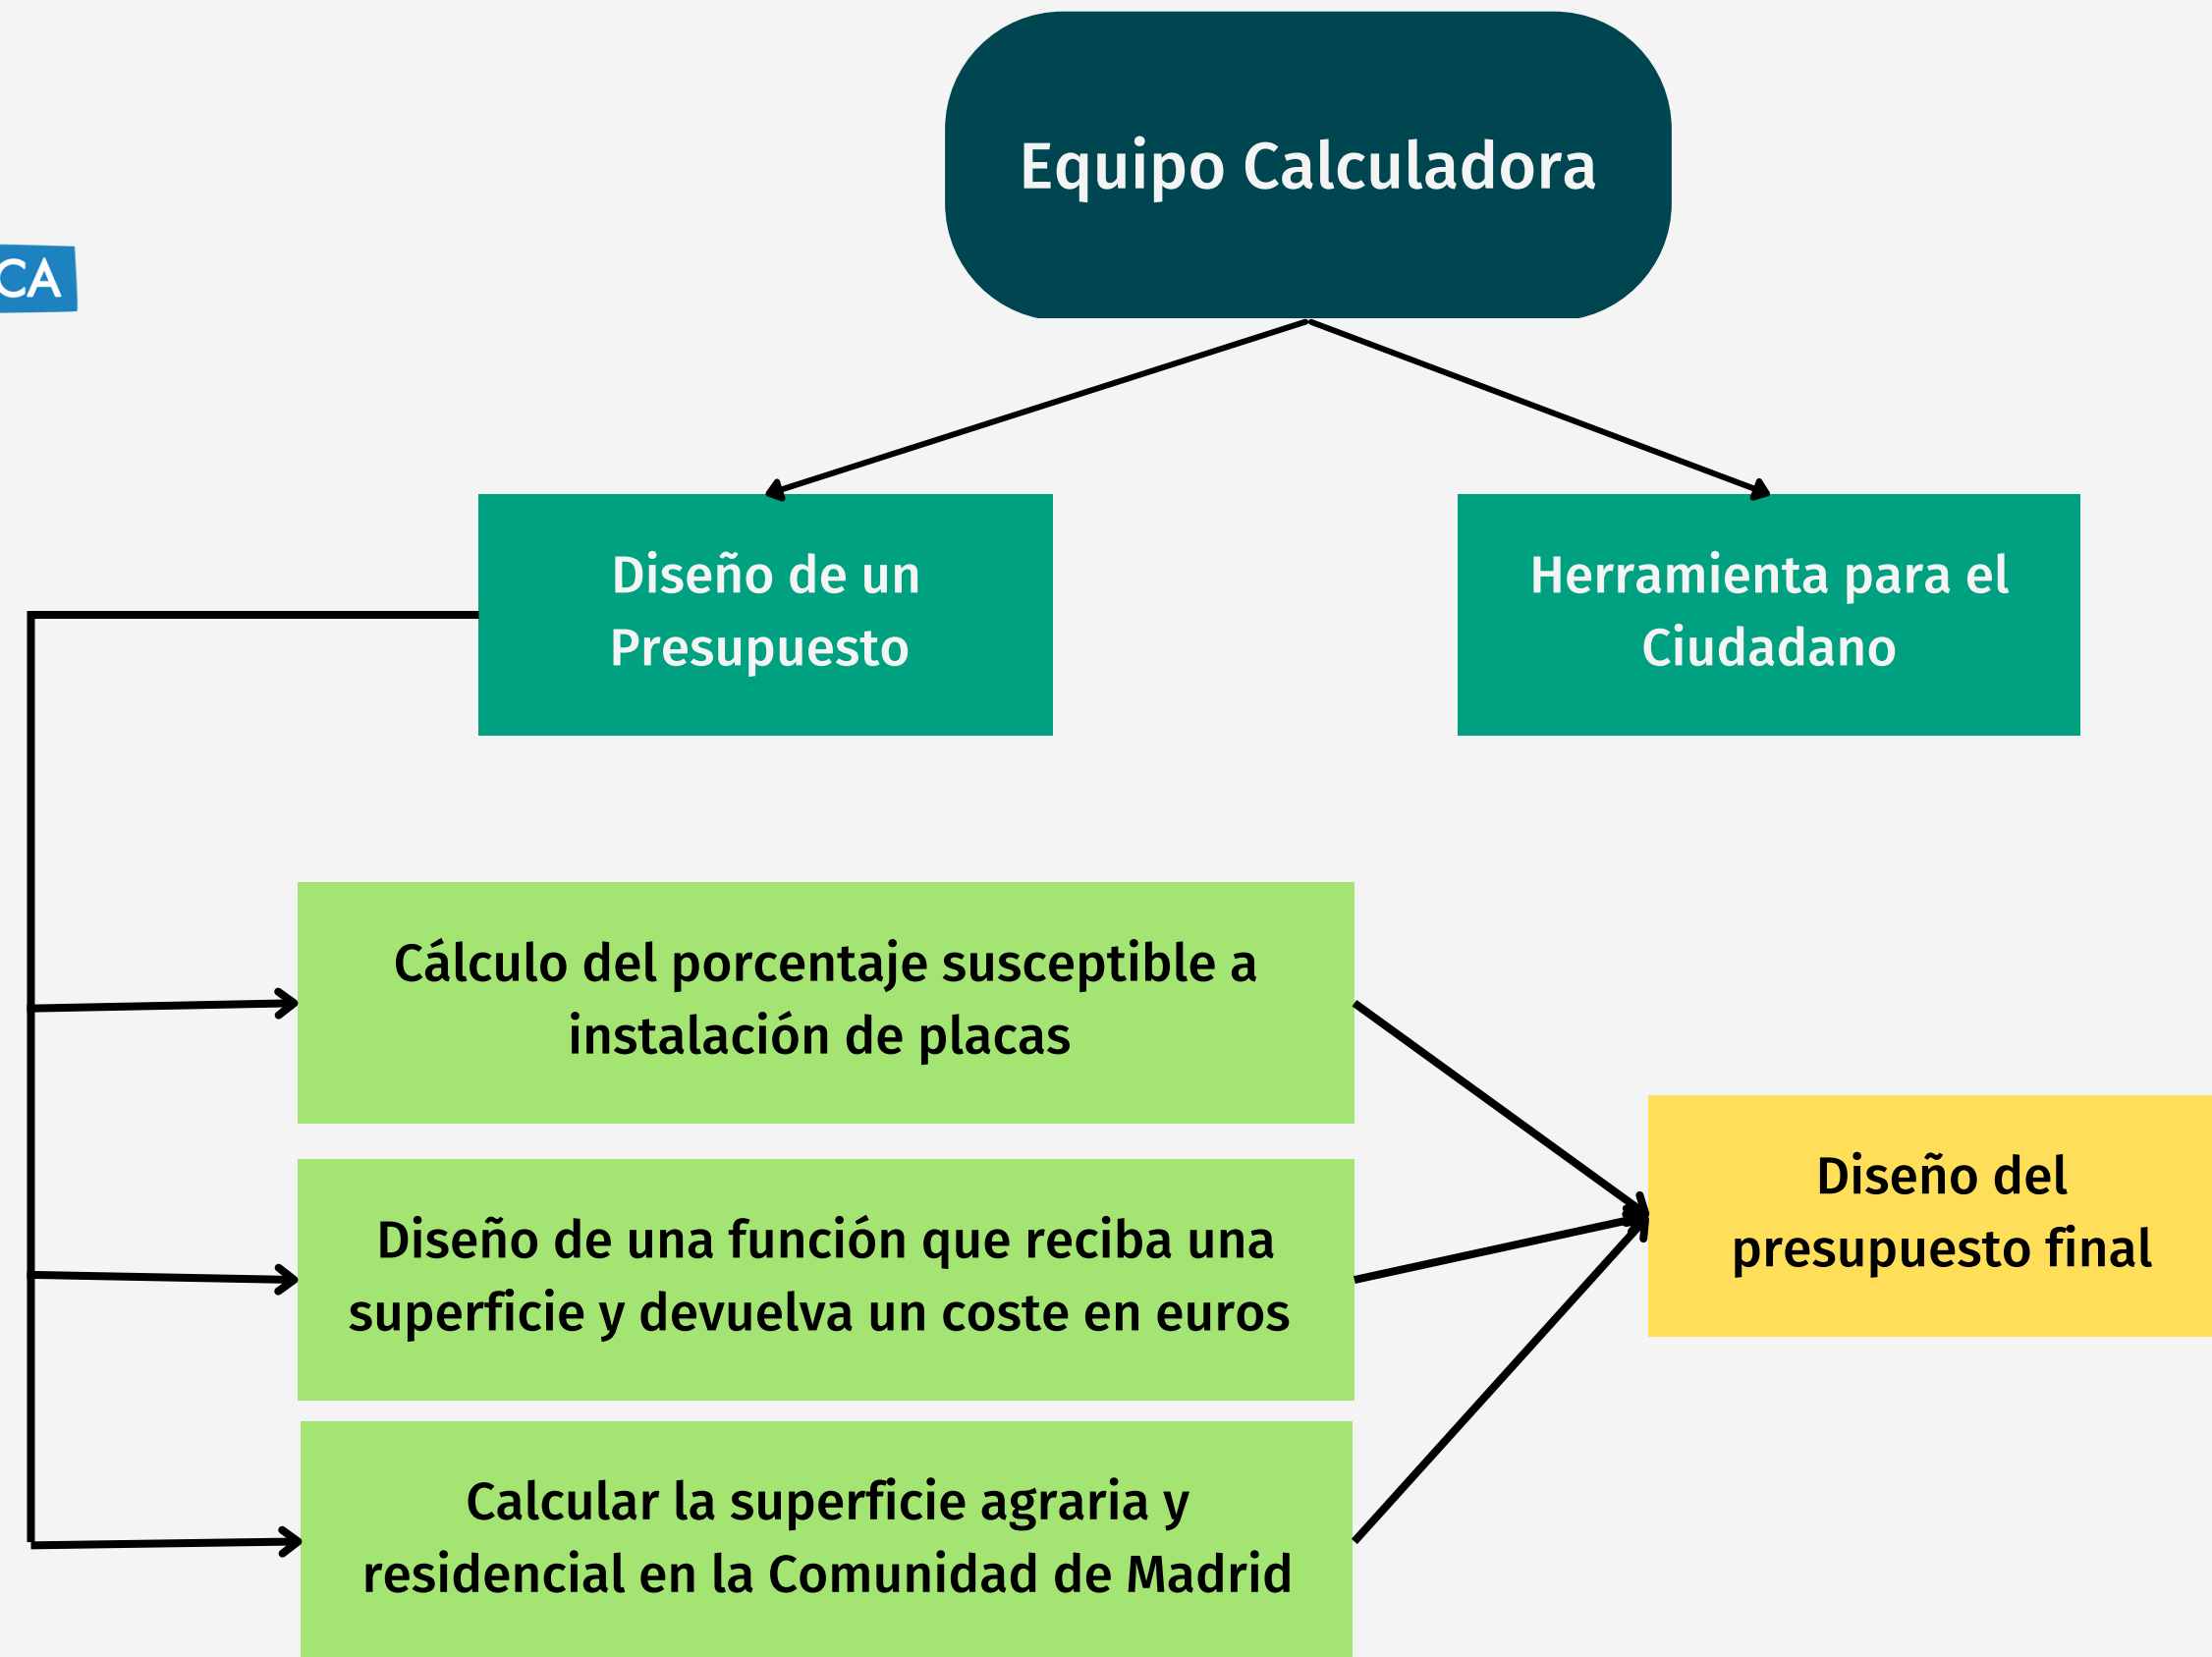 Equipo Calculadora
CA
Diseño de un
Presupuesto
Herramienta para el
Ciudadano
Cálculo del porcentaje susceptible a
instalación de placas
Diseño de una función que reciba una
superficie y devuelva un coste en euros
Calcular la superficie agraria y
residencial en la Comunidad de Madrid
Diseño del
presupuesto final